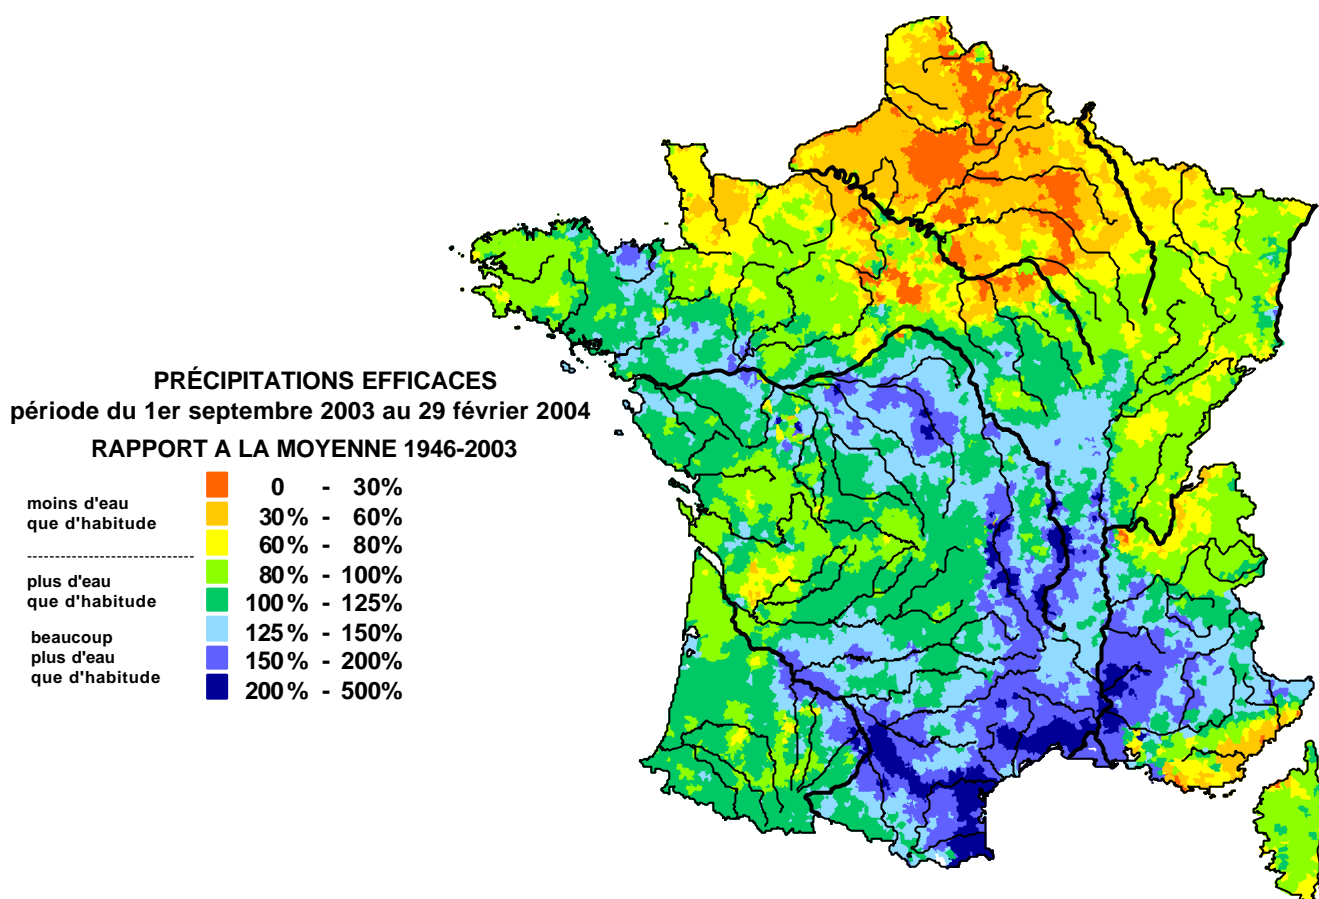 PRÉCIPITATIONS EFFICACES
période du 1er septembre 2003 au 29 février 2004
RAPPORT A LA MOYENNE 1946-2003
moins d'eau
que d'habitude
plus d'eau
que d'habitude
beaucoup
plus d'eau
que d'habitude
0 - 30%
30% - 60%
60% - 80%
80% - 100%
100% - 125%
125% - 150%
150% - 200%
200% - 500%